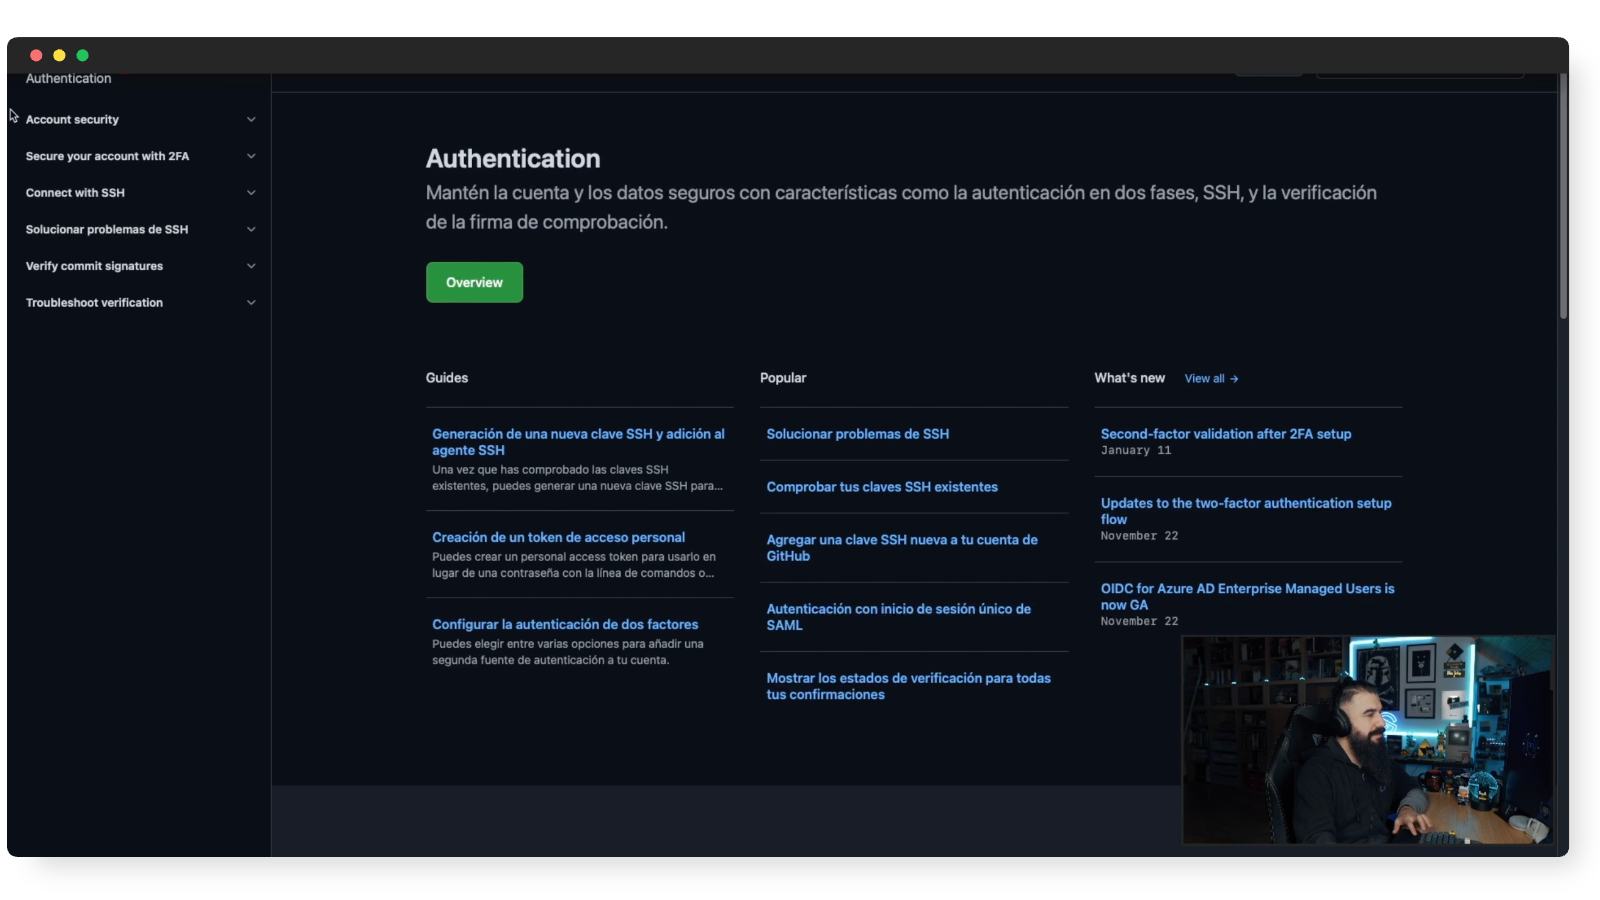 Authentication
Account security
Secure your account with 2FA
Connect with SSH
Solucionar problemas de SSH
Verify commit signatures
Troubleshoot verification
Authentication
Mantén la cuenta y los datos seguros con características como la autenticación en dos fases, SSH, y la verificación
de la firma de comprobación.
Overview
Guides
Generación de una nueva clave SSH y adición al
agente SSH
Una vez que has comprobado las claves SSH
existentes, puedes generar una nueva clave SSH para...
Creación de un token de acceso personal
Puedes crear un personal access token para usarlo en
lugar de una contraseña con la línea de comandos o...
Configurar la autenticación de dos factores
Puedes elegir entre varias opciones para añadir una
segunda fuente de autenticación a tu cuenta.
Popular
Solucionar problemas de SSH
Comprobar tus claves SSH existentes
Agregar una clave SSH nueva a tu cuenta de
GitHub
Autenticación con inicio de sesión único de
SAML
Mostrar los estados de verificación para todas
tus confirmaciones
What's new View all →
Second-factor validation after 2FA setup
January 11
Updates to the two-factor authentication setup
flow
November 22
OIDC for Azure AD Enterprise Managed Users is
now GA
November 22